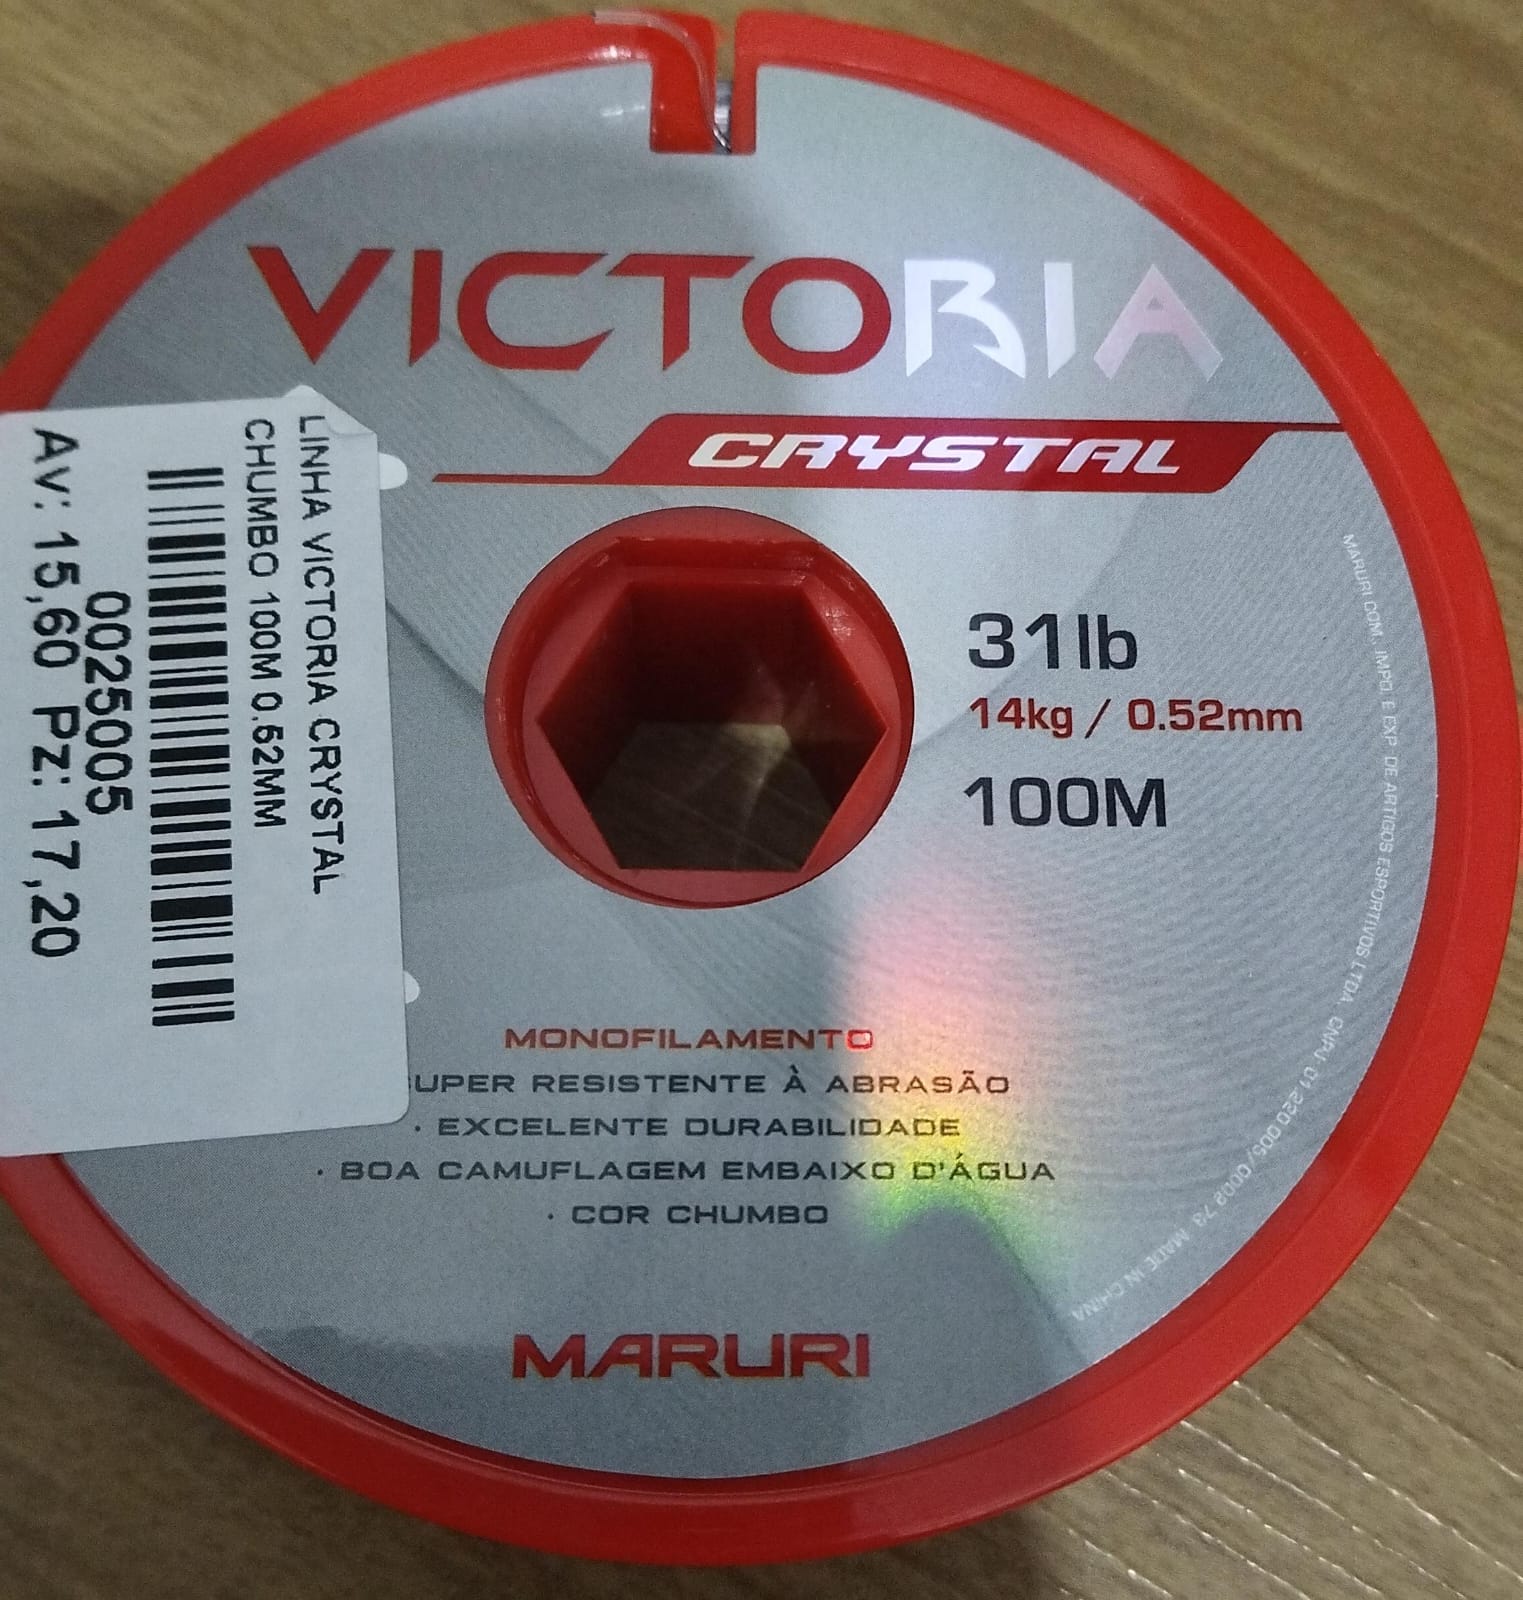 VICTORIA
CRYSTAL
LINHA VICTORIA CRYSTAL
CHUMBO 100M 0.52MM
0025005
AV: 15,60 Pz: 17,20
31lb
14kg / 0.52mm
100M
MONOFILAMENTO
SUPER RESISTENTE À ABRASÃO
· EXCELENTE DURABILIDADE
· BOA CAMUFLAGEM EMBAIXO D'ÁGUA
· COR CHUMBO
MARURI
MARURI COM. IMPO. E EXP. DE ARTIGOS ESPORTIVOS LTDA. CNPJ: 01.220.005/0002-78 MADE IN CHINA